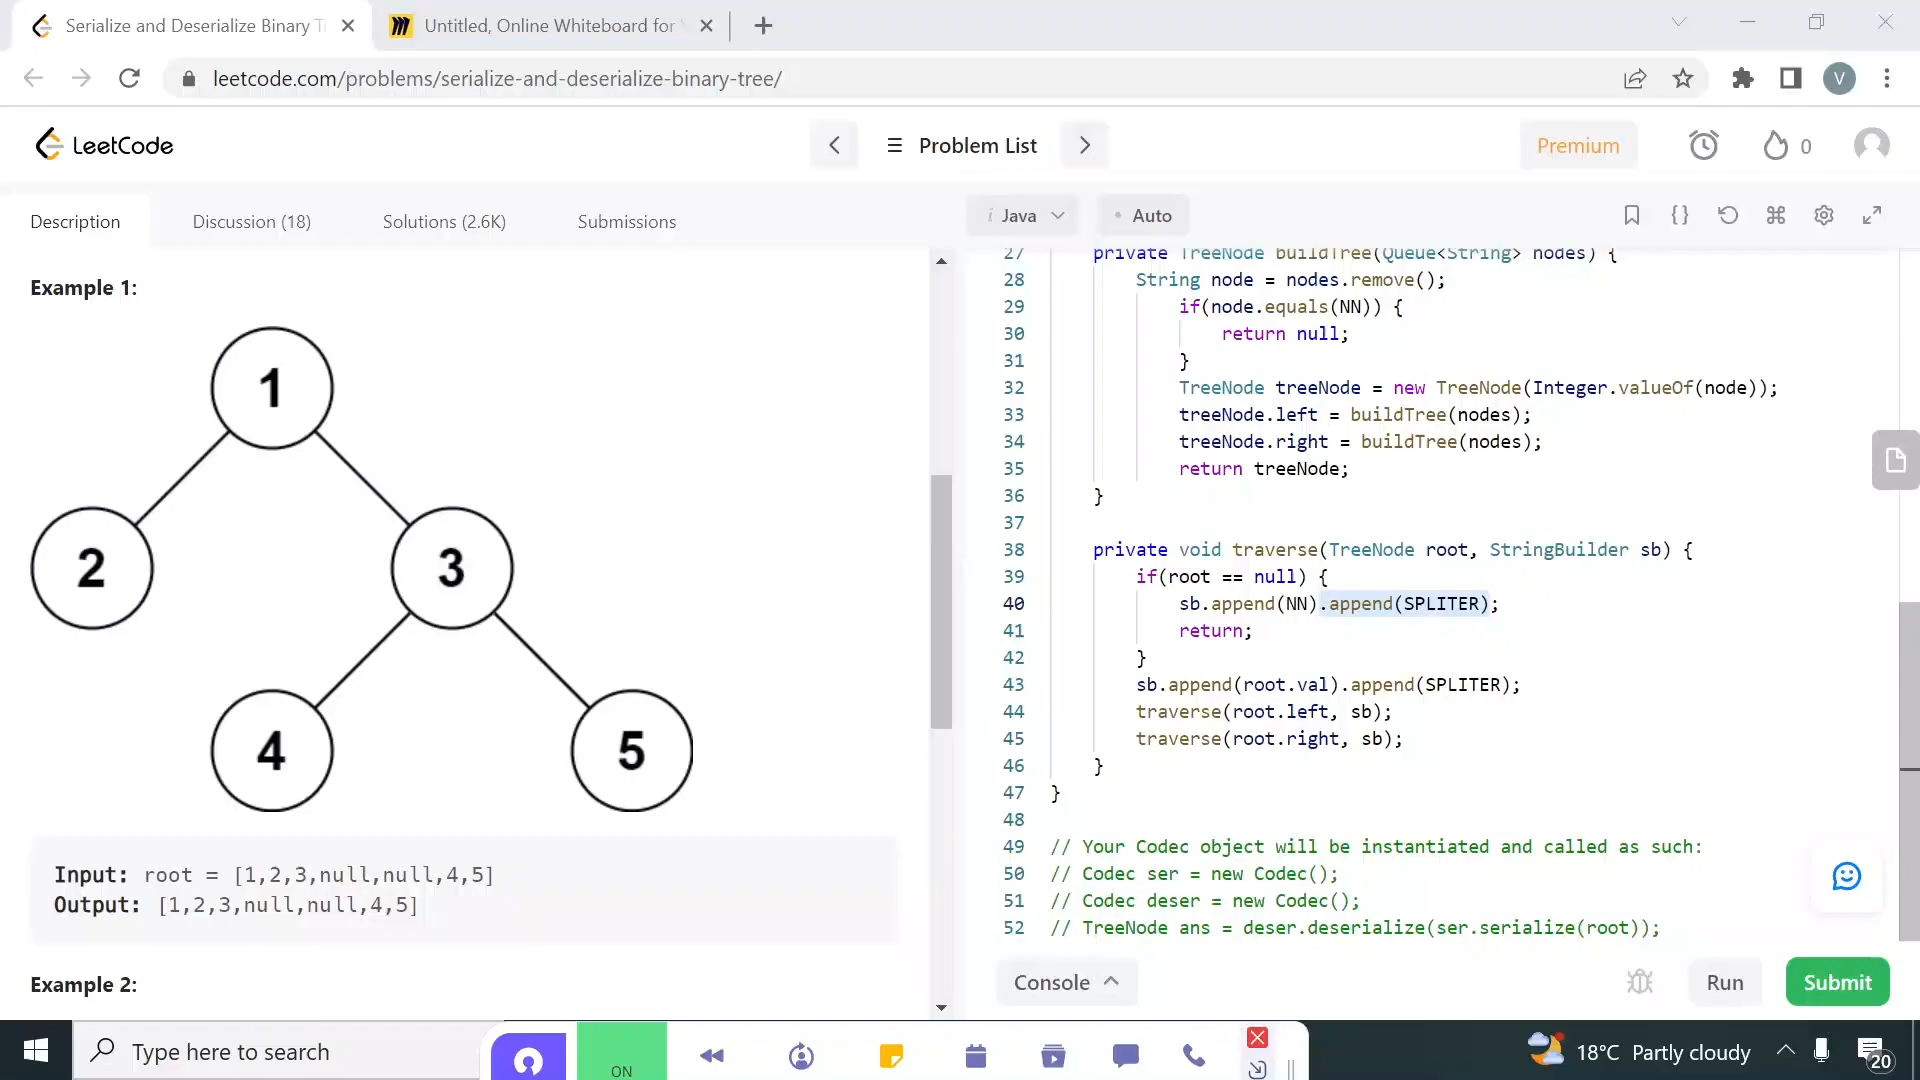 Serialize and Deserialize Binary T
Untitled, Online Whiteboard for
leetcode.com/problems/serialize-and-deserialize-binary-tree/
V
LeetCode
Problem List
Premium
0
Description
Discussion (18)
Solutions (2.6K)
Submissions
i Java
Auto
Example 1:
1
2
3
4
5
Input: root = [1,2,3,null,null,4,5]
Output: [1,2,3,null,null,4,5]
Example 2:
27 private TreeNode buildTree(Queue<String> nodes) {
28 String node = nodes.remove();
29 if(node.equals(NN)) {
30 return null;
31 }
32 TreeNode treeNode = new TreeNode(Integer.valueOf(node));
33 treeNode.left = buildTree(nodes);
34 treeNode.right = buildTree(nodes);
35 return treeNode;
36 }
37
38 private void traverse(TreeNode root, StringBuilder sb) {
39 if(root == null) {
40 sb.append(NN).append(SPLITER);
41 return;
42 }
43 sb.append(root.val).append(SPLITER);
44 traverse(root.left, sb);
45 traverse(root.right, sb);
46 }
47 }
48
49 // Your Codec object will be instantiated and called as such:
50 // Codec ser = new Codec();
51 // Codec deser = new Codec();
52 // TreeNode ans = deser.deserialize(ser.serialize(root));
Console
Run
Submit
Type here to search
ON
18°C Partly cloudy
20